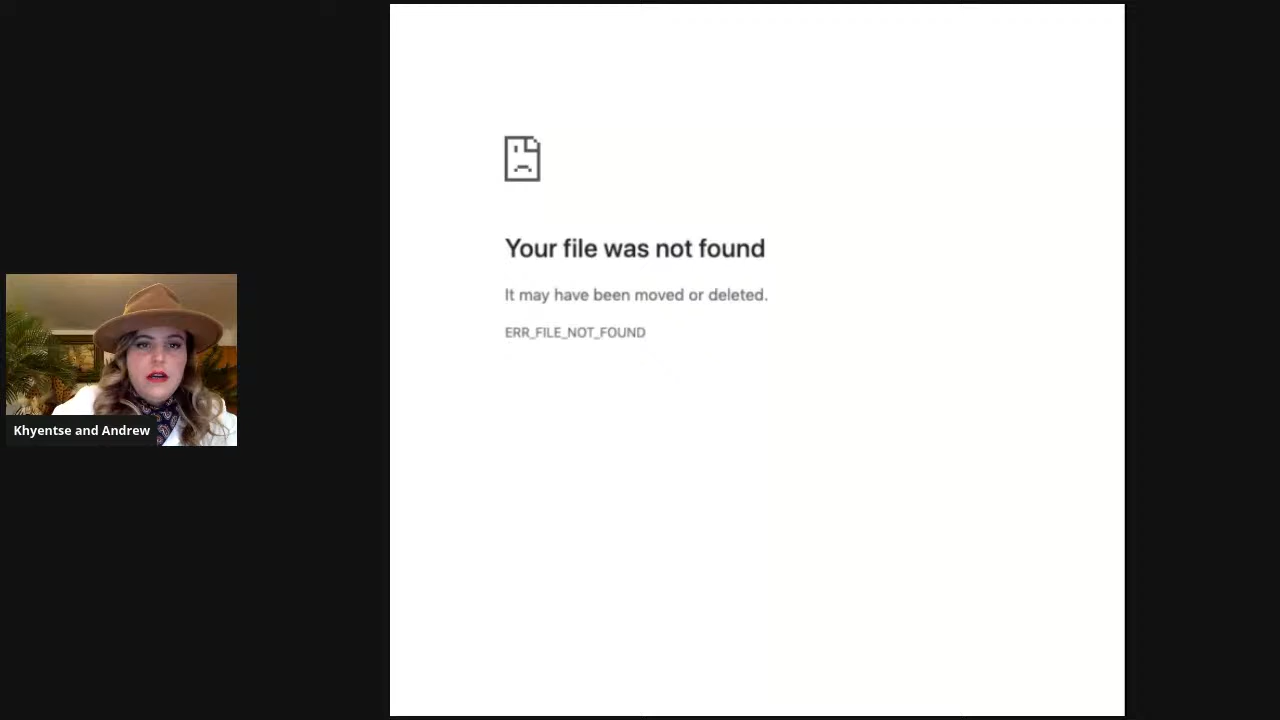 Your file was not found
It may have been moved or deleted.
ERR_FILE_NOT_FOUND
Khyentse and Andrew